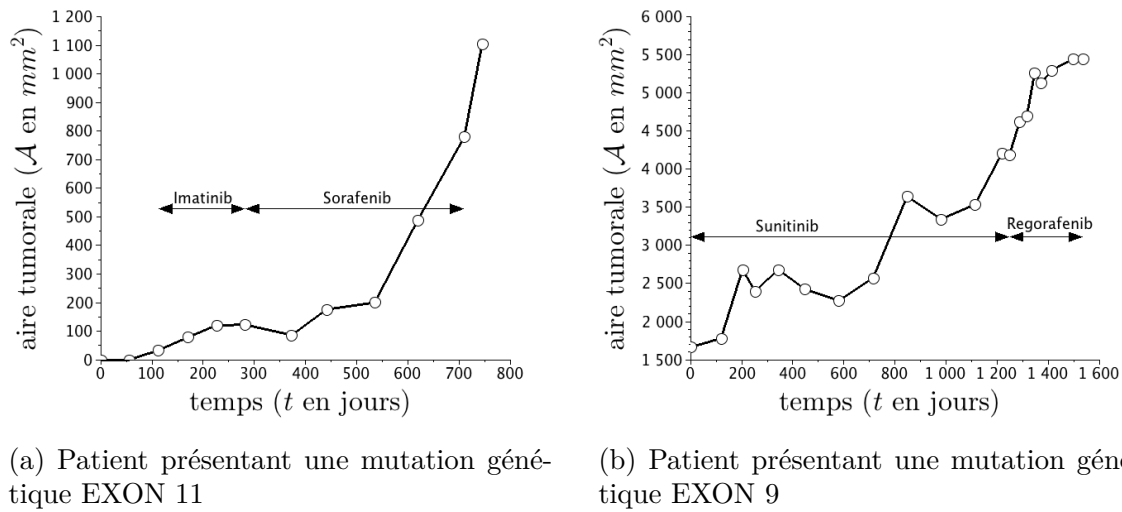 1 200
1 100
1 000
900
800
700
600
500
400
300
200
100
0
aire tumorale (𝒜 en mm²)
Imatinib
Sorafenib
0 100 200 300 400 500 600 700 800
temps (t en jours)
(a) Patient présentant une mutation géné-
tique EXON 11
6 000
5 500
5 000
4 500
4 000
3 500
3 000
2 500
2 000
1 500
aire tumorale (𝒜 en mm²)
Sunitinib
Regorafenib
0 200 400 600 800 1 000 1 200 1 400 1 600
temps (t en jours)
(b) Patient présentant une mutation géné
tique EXON 9